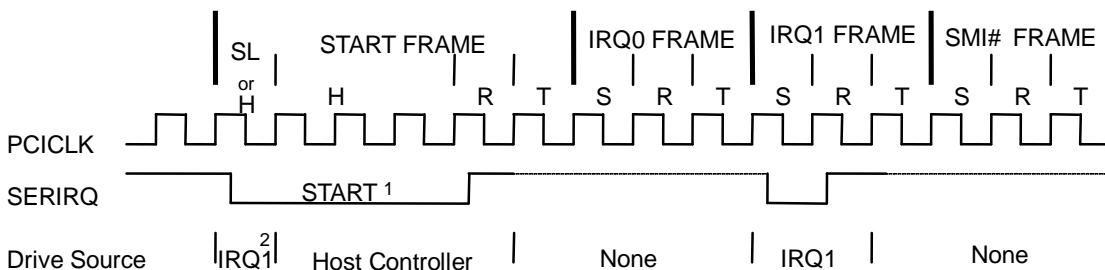 SL START FRAME IRQ0 FRAME IRQ1 FRAME SMI# FRAME
or
H H R T S R T S R T S R T
PCICLK
SERIRQ START 1
Drive Source IRQ1 2 Host Controller None IRQ1 None